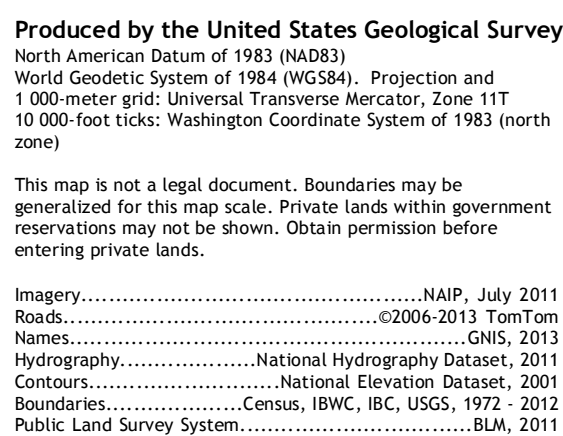 Produced by the United States Geological Survey
North American Datum of 1983 (NAD83)
World Geodetic System of 1984 (WGS84).  Projection and
1 000-meter grid: Universal Transverse Mercator, Zone 11T
10 000-foot ticks: Washington Coordinate System of 1983 (north
zone)
This map is not a legal document. Boundaries may be
generalized for this map scale. Private lands within government
reservations may not be shown. Obtain permission before
entering private lands.
Imagery..................................................NAIP, July 2011
Roads..............................................©2006-2013 TomTom
Names..........................................................GNIS, 2013
Hydrography....................National Hydrography Dataset, 2011
Contours............................National Elevation Dataset, 2001
Boundaries....................Census, IBWC, IBC, USGS, 1972 - 2012
Public Land Survey System..................................BLM, 2011